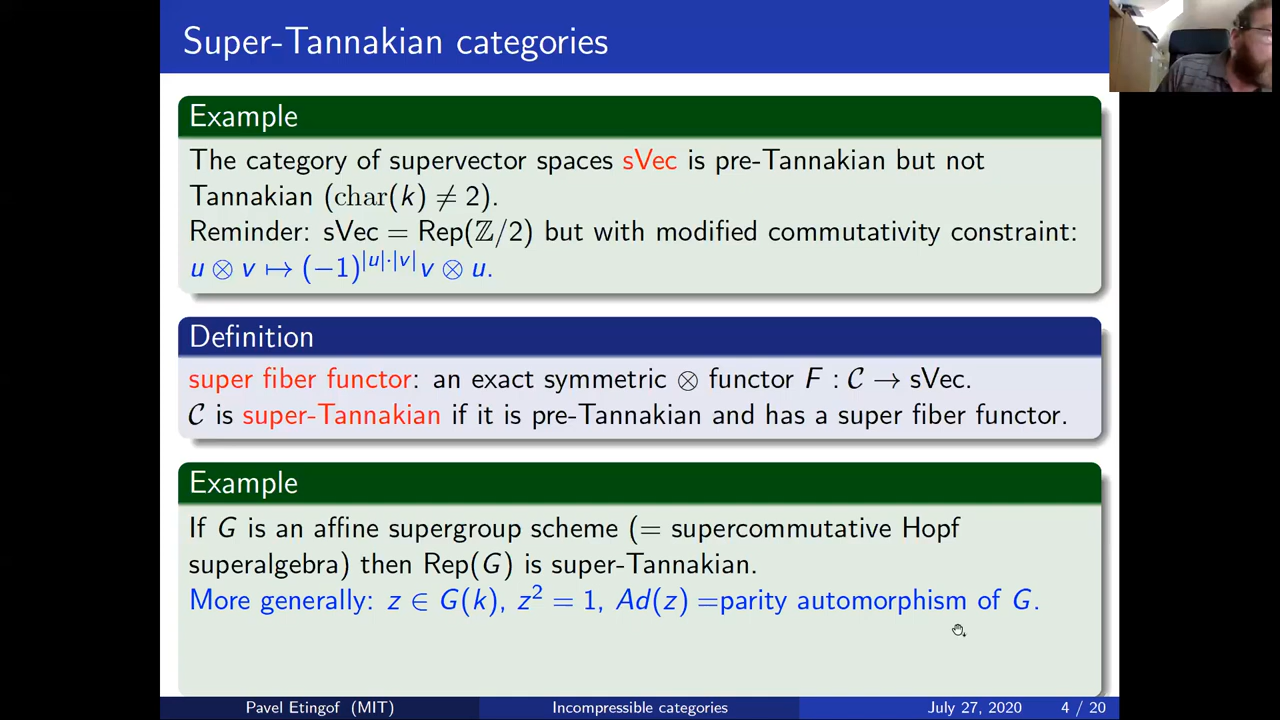 Super-Tannakian categories
Example
The category of supervector spaces sVec is pre-Tannakian but not
Tannakian (char(k) ≠ 2).
Reminder: sVec = Rep(ℤ/2) but with modified commutativity constraint:
u ⊗ v ↦ (−1)^{|u|·|v|} v ⊗ u.
Definition
super fiber functor: an exact symmetric ⊗ functor F : 𝒞 → sVec.
𝒞 is super-Tannakian if it is pre-Tannakian and has a super fiber functor.
Example
If G is an affine supergroup scheme (= supercommutative Hopf
superalgebra) then Rep(G) is super-Tannakian.
More generally: z ∈ G(k), z² = 1, Ad(z) =parity automorphism of G.
Pavel Etingof (MIT) Incompressible categories July 27, 2020 4 / 20